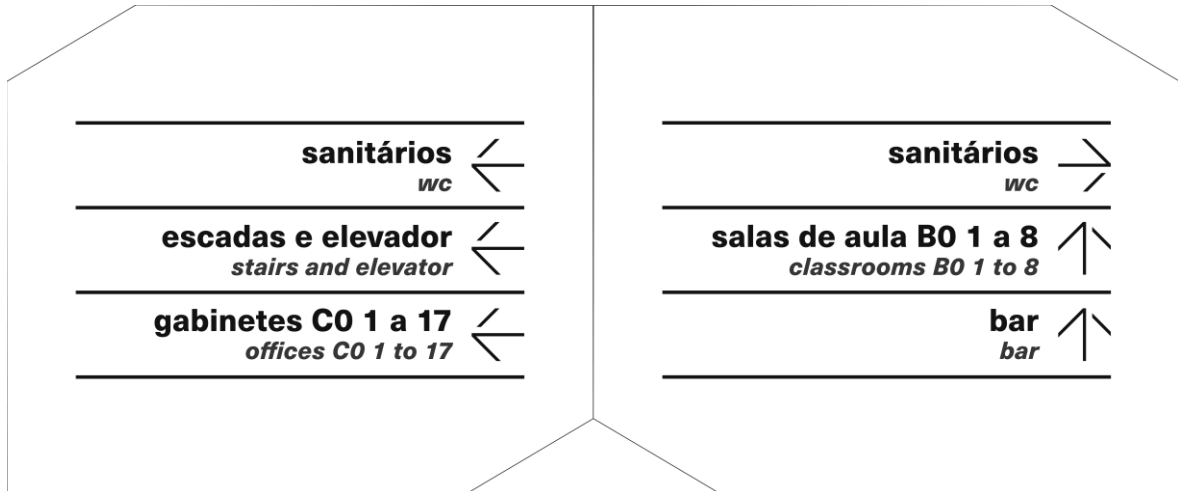 sanitários
wc
escadas e elevador
stairs and elevator
gabinetes C0 1 a 17
offices C0 1 to 17
sanitários
wc
salas de aula B0 1 a 8
classrooms B0 1 to 8
bar
bar